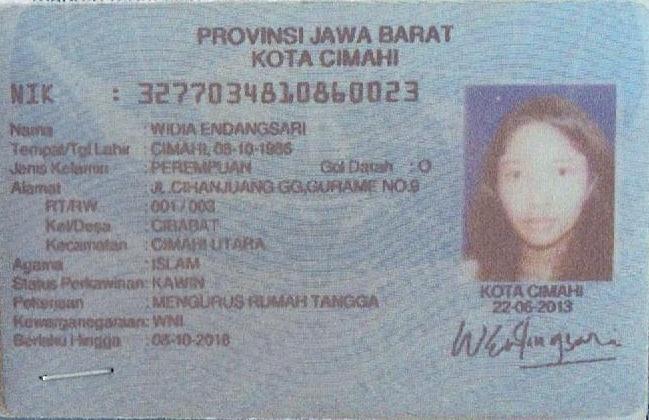 PROVINSI JAWA BARAT
KOTA CIMAHI
NIK : 3277034810860023
Nama : WIDIA ENDANGSARI
Tempat/Tgl Lahir : CIMAHI, 08-10-1986
Jenis Kelamin : PEREMPUAN Gol Darah : O
Alamat : JL.CIHANJUANG GG.GURAME NO.9
RT/RW : 001 / 003
Kel/Desa : CIBABAT
Kecamatan : CIMAHI UTARA
Agama : ISLAM
Status Perkawinan: KAWIN
Pekerjaan : MENGURUS RUMAH TANGGA
Kewarganegaraan: WNI
Berlaku Hingga : 08-10-2018
KOTA CIMAHI
22-06-2013